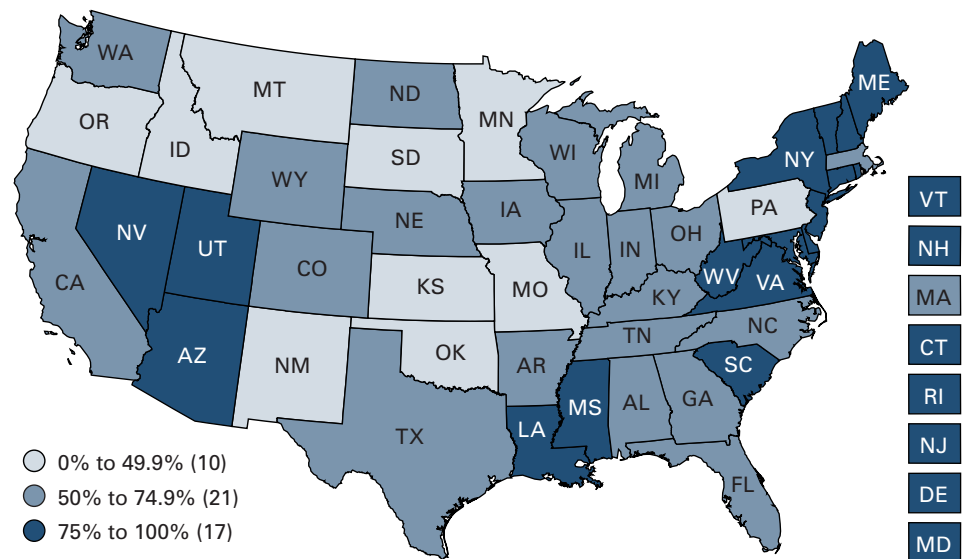 WA
MT
ND
MN
ME
OR
ID
SD
WI
NY
WY
MI
PA
NE
IA
OH
VT
NV
UT
IL
IN
NH
CA
CO
WV
VA
KS
MO
KY
MA
AZ
NM
OK
TN
NC
CT
AR
SC
MS
AL
GA
RI
TX
LA
FL
NJ
DE
MD
0% to 49.9% (10)
50% to 74.9% (21)
75% to 100% (17)